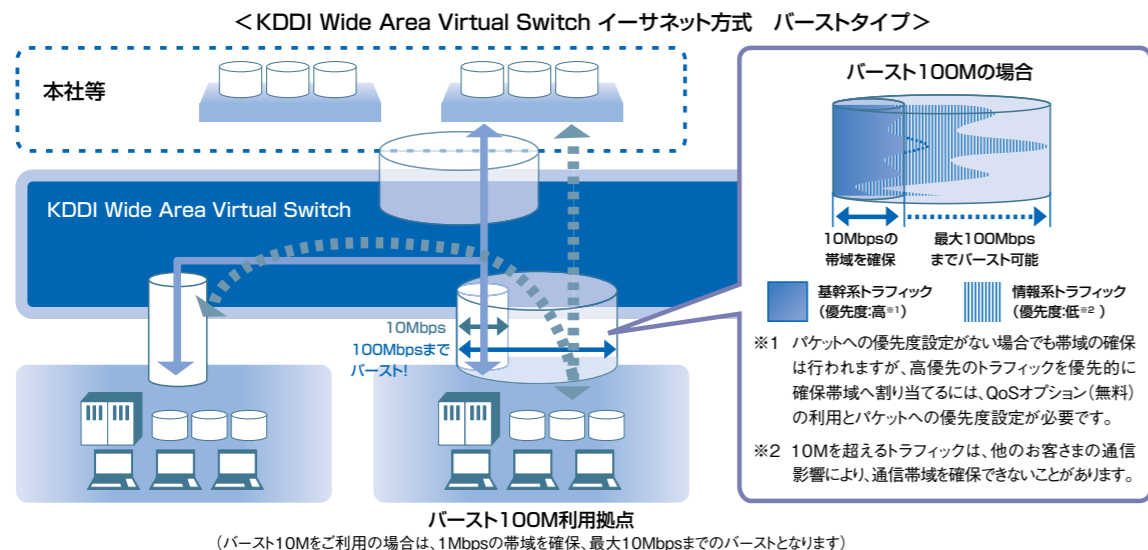 ＜KDDI Wide Area Virtual Switch イーサネット方式　バーストタイプ＞
本社等
KDDI Wide Area Virtual Switch
10Mbps
100Mbpsまで
バースト!
バースト100M利用拠点
(バースト10Mをご利用の場合は、1Mbpsの帯域を確保、最大10Mbpsまでのバーストとなります)
バースト100Mの場合
10Mbpsの
帯域を確保
最大100Mbps
までバースト可能
基幹系トラフィック
(優先度:高※1)
情報系トラフィック
(優先度:低※2)
※1　パケットへの優先度設定がない場合でも帯域の確保
は行われますが、高優先のトラフィックを優先的に
確保帯域へ割り当てるには、QoSオプション(無料)
の利用とパケットへの優先度設定が必要です。
※2　10Mを超えるトラフィックは、他のお客さまの通信
影響により、通信帯域を確保できないことがあります。